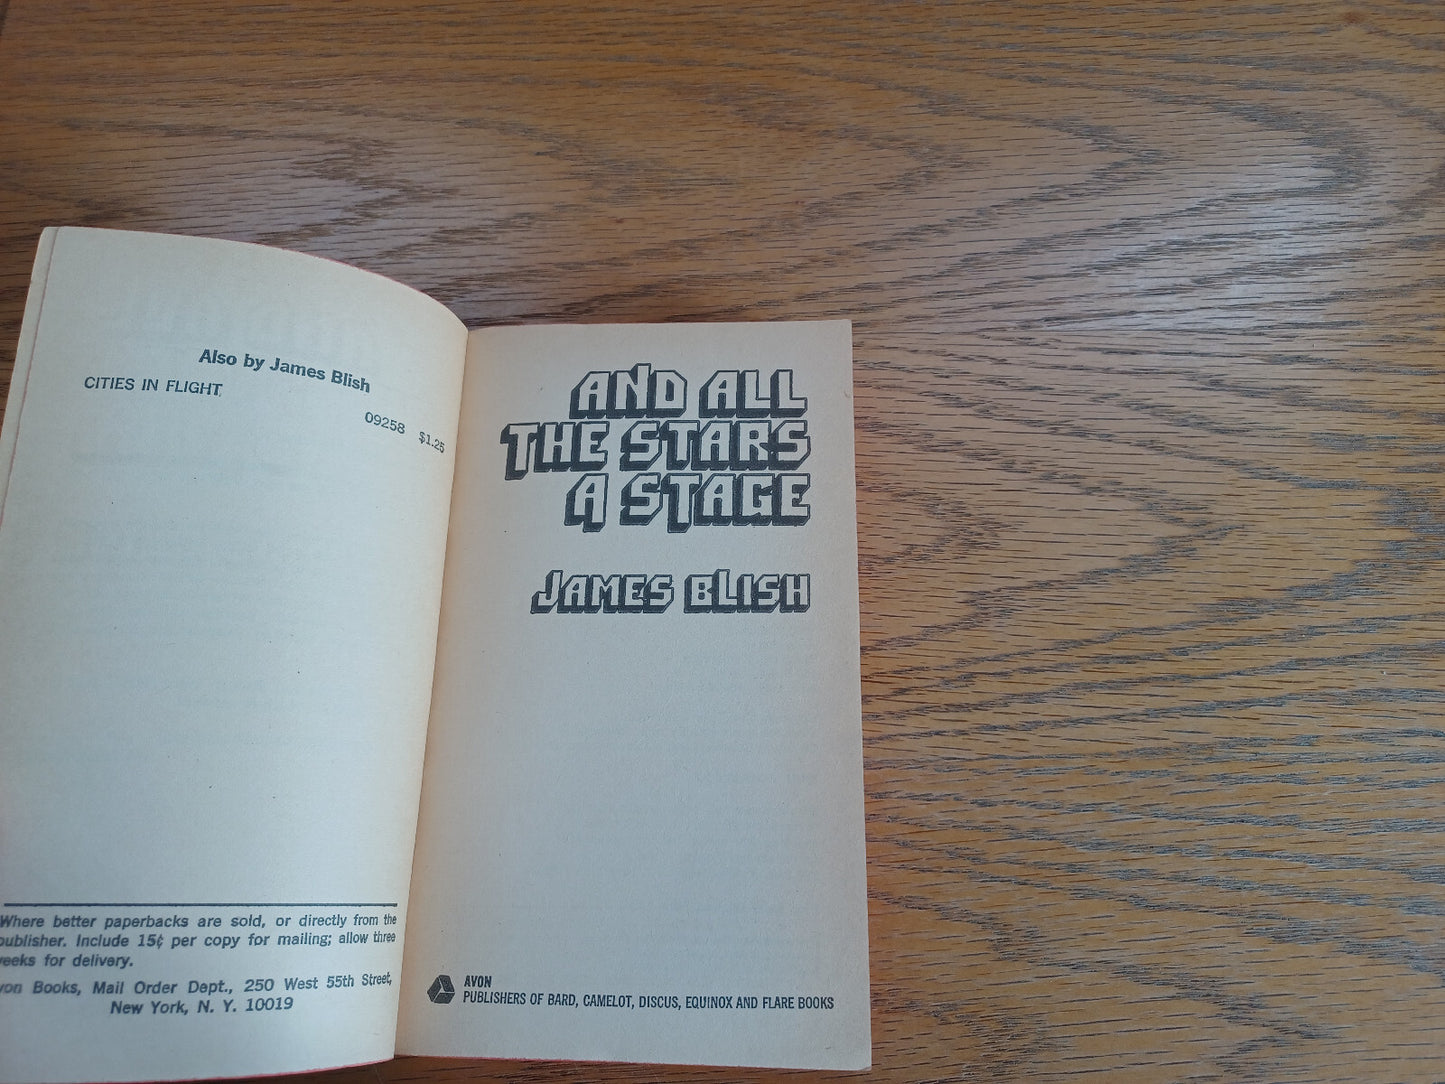 Also by James Blish
CITIES IN FLIGHT
09258 $1.25
Where better paperbacks are sold, or directly from the
publisher. Include 15¢ per copy for mailing; allow three
weeks for delivery.
Books, Mail Order Dept., 250 West 55th Street,
New York, N. Y. 10019
AND ALL
THE STARS
A STAGE
JAMES BLISH
AVON
PUBLISHERS OF BARD, CAMELOT, DISCUS, EQUINOX AND FLARE BOOKS